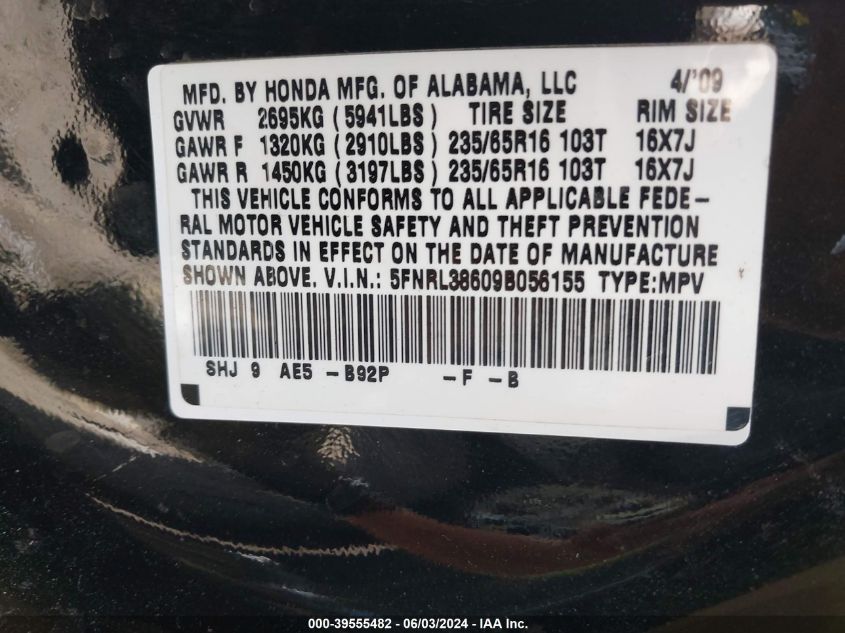 MFD. BY HONDA MFG. OF ALABAMA, LLC 4/'09
GVWR 2695KG (5941LBS) TIRE SIZE RIM SIZE
GAWR F 1320KG (2910LBS) 235/65R16 103T 16X7J
GAWR R 1450KG (3197LBS) 235/65R16 103T 16X7J
THIS VEHICLE CONFORMS TO ALL APPLICABLE FEDE-
RAL MOTOR VEHICLE SAFETY AND THEFT PREVENTION
STANDARDS IN EFFECT ON THE DATE OF MANUFACTURE
SHOWN ABOVE. V.I.N.: 5FNRL38609B056155 TYPE:MPV
SHJ 9 AE5 -B92P -F -B
000-39555482 - 06/03/2024 - IAA Inc.